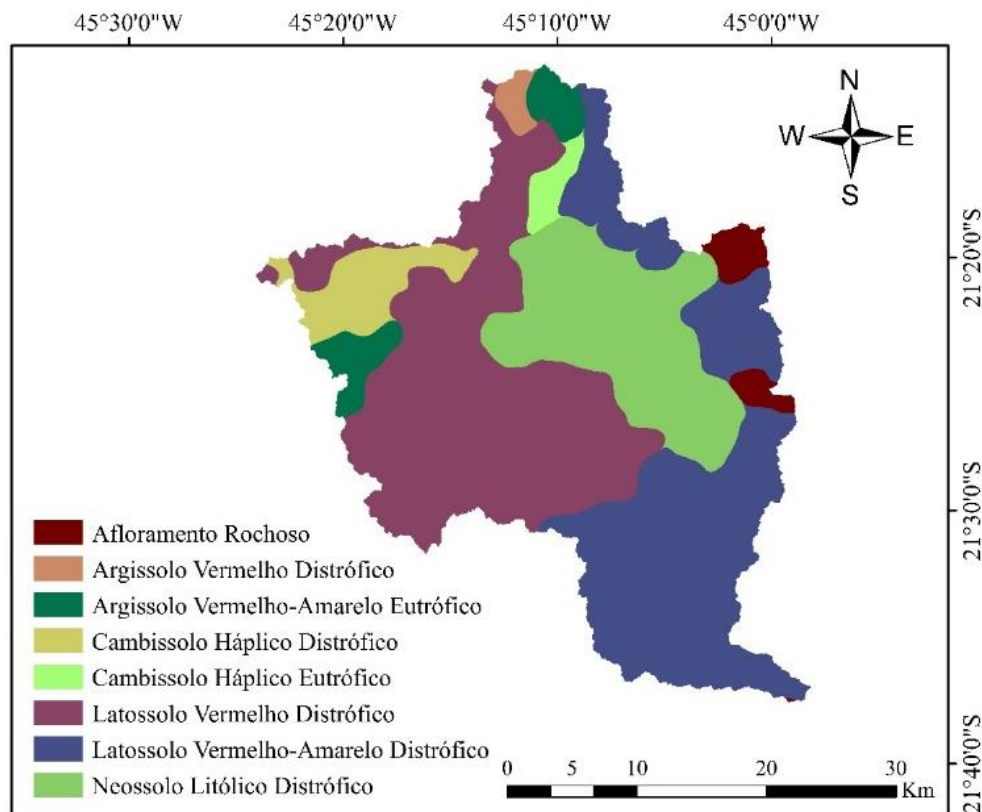 45°30'0"W 45°20'0"W 45°10'0"W 45°0'0"W
N
W E
S
21°20'0"S
21°30'0"S
21°40'0"S
Afloramento Rochoso
Argissolo Vermelho Distrófico
Argissolo Vermelho-Amarelo Eutrófico
Cambissolo Háplico Distrófico
Cambissolo Háplico Eutrófico
Latossolo Vermelho Distrófico
Latossolo Vermelho-Amarelo Distrófico
Neossolo Litólico Distrófico
0 5 10 20 30
Km